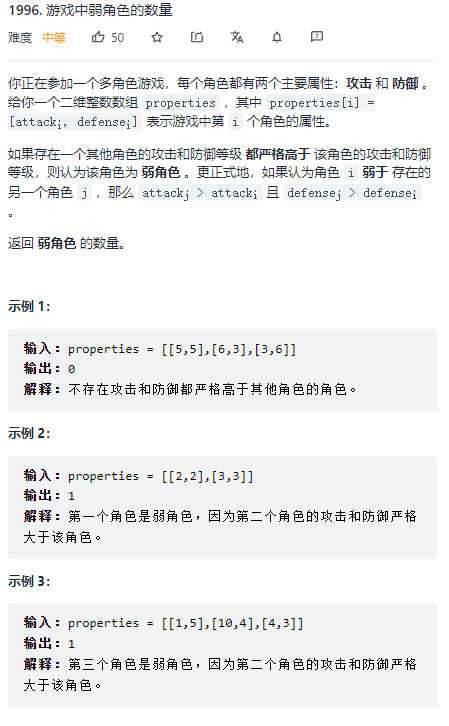 1996. 游戏中弱角色的数量
难度 中等 50
你正在参加一个多角色游戏，每个角色都有两个主要属性：攻击 和 防御 。
给你一个二维整数数组 properties ，其中 properties[i] =
[attackᵢ, defenseᵢ] 表示游戏中第 i 个角色的属性。
如果存在一个其他角色的攻击和防御等级 都严格高于 该角色的攻击和防御
等级，则认为该角色为 弱角色 。更正式地，如果认为角色 i 弱于 存在的
另一个角色 j ，那么 attackⱼ > attackᵢ 且 defenseⱼ > defenseᵢ
。
返回 弱角色 的数量。
示例 1：
输入：properties = [[5,5],[6,3],[3,6]]
输出：0
解释：不存在攻击和防御都严格高于其他角色的角色。
示例 2：
输入：properties = [[2,2],[3,3]]
输出：1
解释：第一个角色是弱角色，因为第二个角色的攻击和防御严格
大于该角色。
示例 3：
输入：properties = [[1,5],[10,4],[4,3]]
输出：1
解释：第三个角色是弱角色，因为第二个角色的攻击和防御严格
大于该角色。